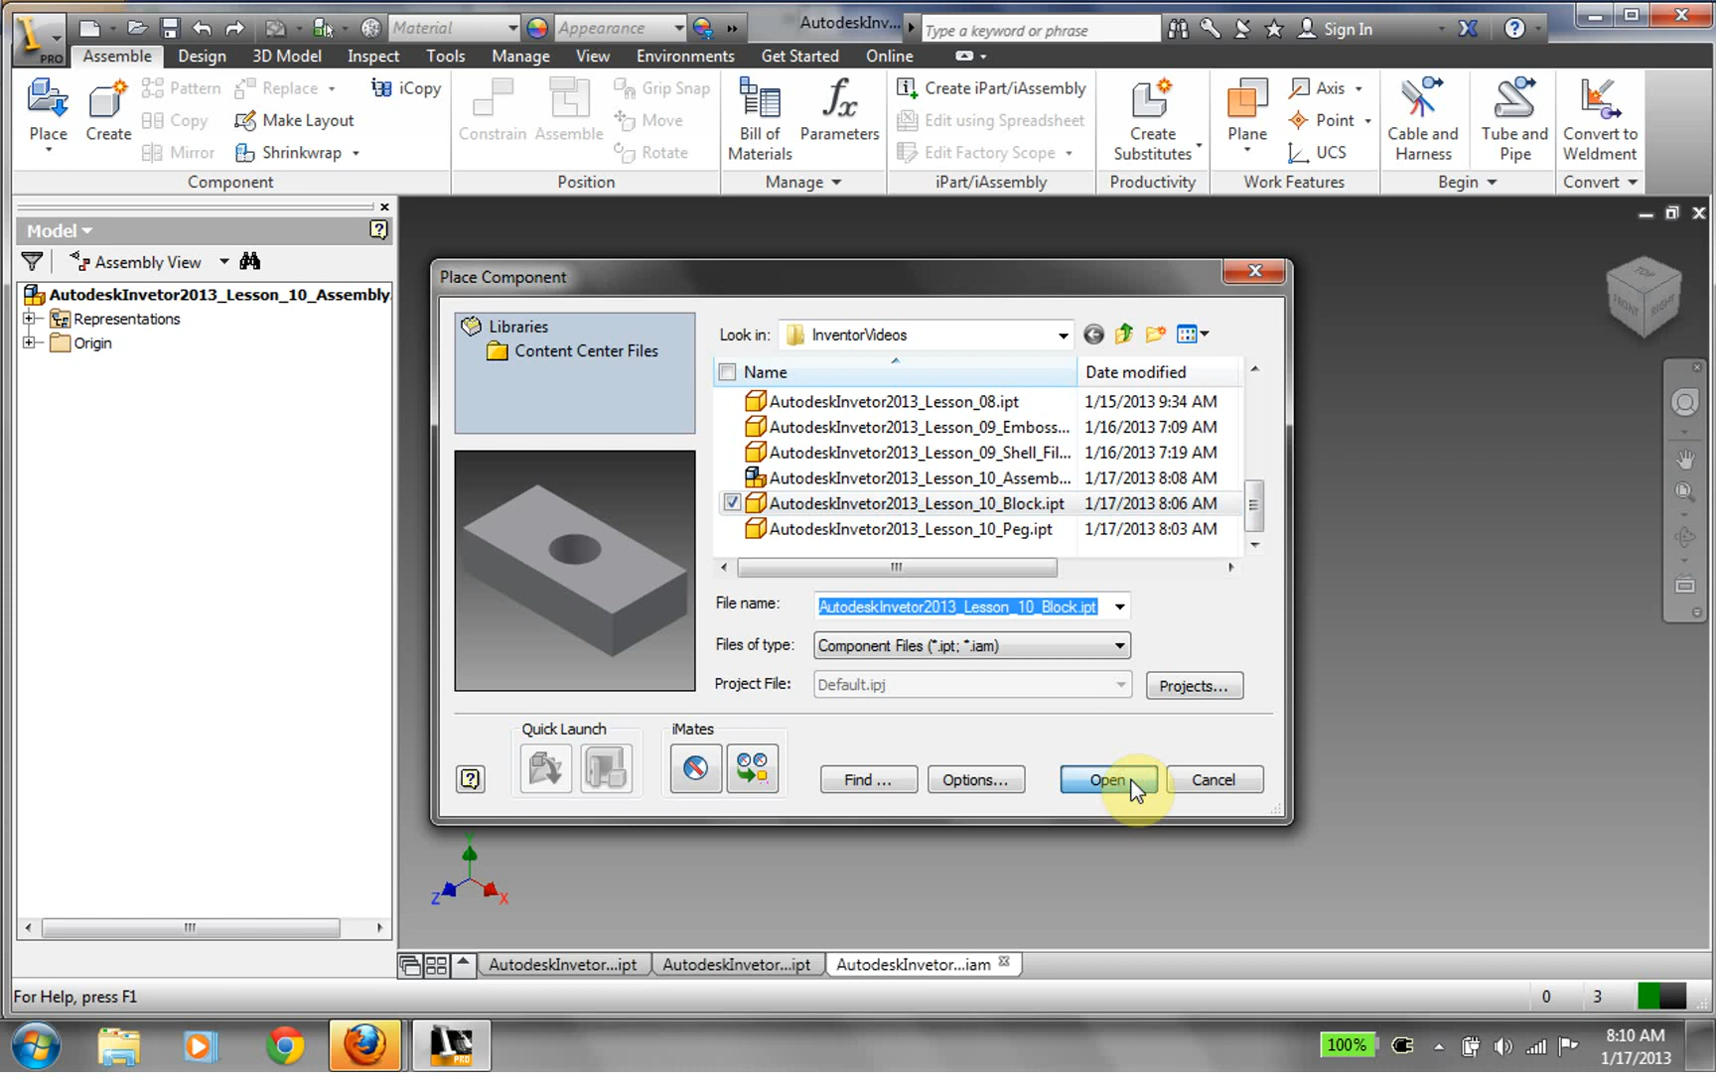 Material
Appearance
AutodeskInv...
Type a keyword or phrase
Sign In
PRO
Assemble
Design
3D Model
Inspect
Tools
Manage
View
Environments
Get Started
Online
Place
Create
Pattern
Copy
Mirror
Replace
Make Layout
Shrinkwrap
iCopy
Component
Constrain
Assemble
Grip Snap
Move
Rotate
Position
Bill of
Materials
Parameters
Manage
Create iPart/iAssembly
Edit using Spreadsheet
Edit Factory Scope
iPart/iAssembly
Create
Substitutes
Productivity
Plane
Axis
Point
UCS
Work Features
Cable and
Harness
Tube and
Pipe
Begin
Convert to
Weldment
Convert
Model
Assembly View
AutodeskInvetor2013_Lesson_10_Assembly.
Representations
Origin
TOP
FRONT
RIGHT
Place Component
Libraries
Content Center Files
Look in:
InventorVideos
Name
Date modified
AutodeskInvetor2013_Lesson_08.ipt 1/15/2013 9:34 AM
AutodeskInvetor2013_Lesson_09_Emboss... 1/16/2013 7:09 AM
AutodeskInvetor2013_Lesson_09_Shell_Fil... 1/16/2013 7:19 AM
AutodeskInvetor2013_Lesson_10_Assemb... 1/17/2013 8:08 AM
AutodeskInvetor2013_Lesson_10_Block.ipt 1/17/2013 8:06 AM
AutodeskInvetor2013_Lesson_10_Peg.ipt 1/17/2013 8:03 AM
File name: AutodeskInvetor2013_Lesson_10_Block.ipt
Files of type: Component Files (*.ipt; *.iam)
Project File: Default.ipj
Projects...
Quick Launch
iMates
Find ...
Options...
Open
Cancel
Y
Z
X
AutodeskInvetor...ipt
AutodeskInvetor...ipt
AutodeskInvetor...iam
For Help, press F1
0
3
PRO
100%
8:10 AM
1/17/2013